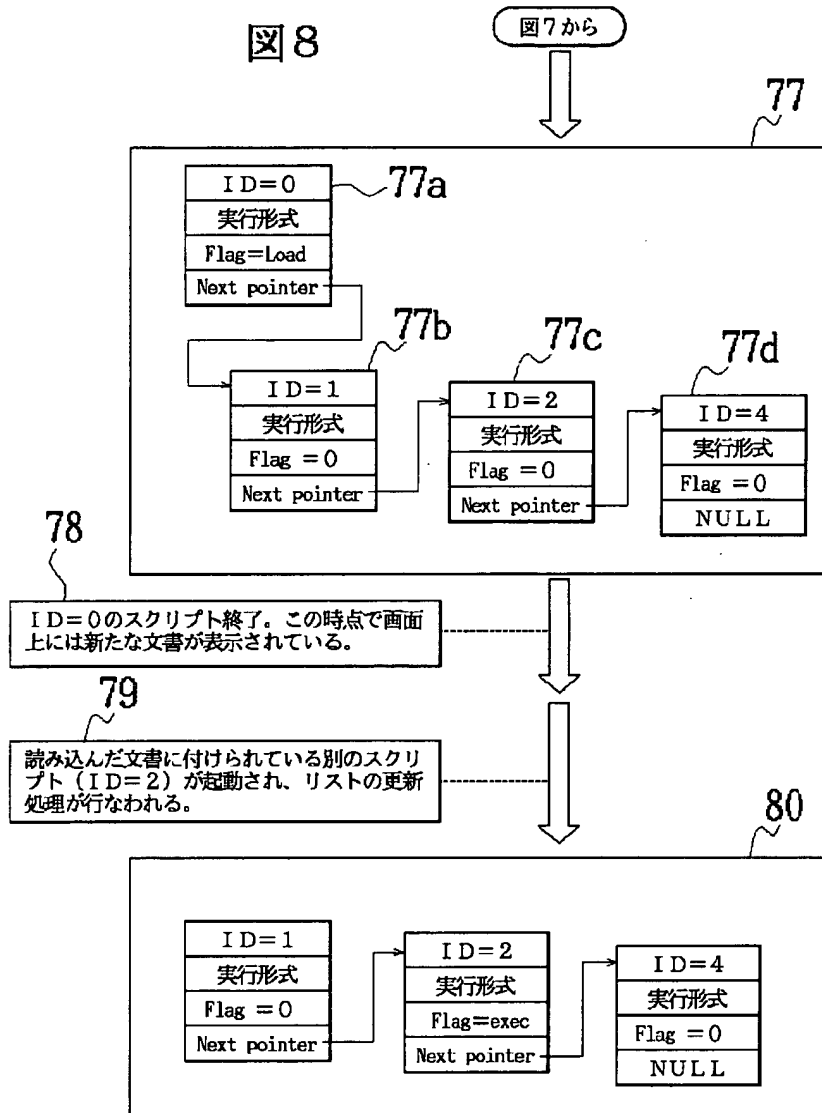 図8
図7から
77
ID=0
実行形式
Flag=Load
Next pointer
77a
77b
ID=1
実行形式
Flag =0
Next pointer
77c
ID=2
実行形式
Flag =0
Next pointer
77d
ID=4
実行形式
Flag =0
NULL
78
ID=0のスクリプト終了。この時点で画面
上には新たな文書が表示されている。
79
読み込んだ文書に付けられている別のスクリ
プト(ID=2)が起動され、リストの更新
処理が行なわれる。
80
ID=1
実行形式
Flag =0
Next pointer
ID=2
実行形式
Flag=exec
Next pointer
ID=4
実行形式
Flag =0
NULL